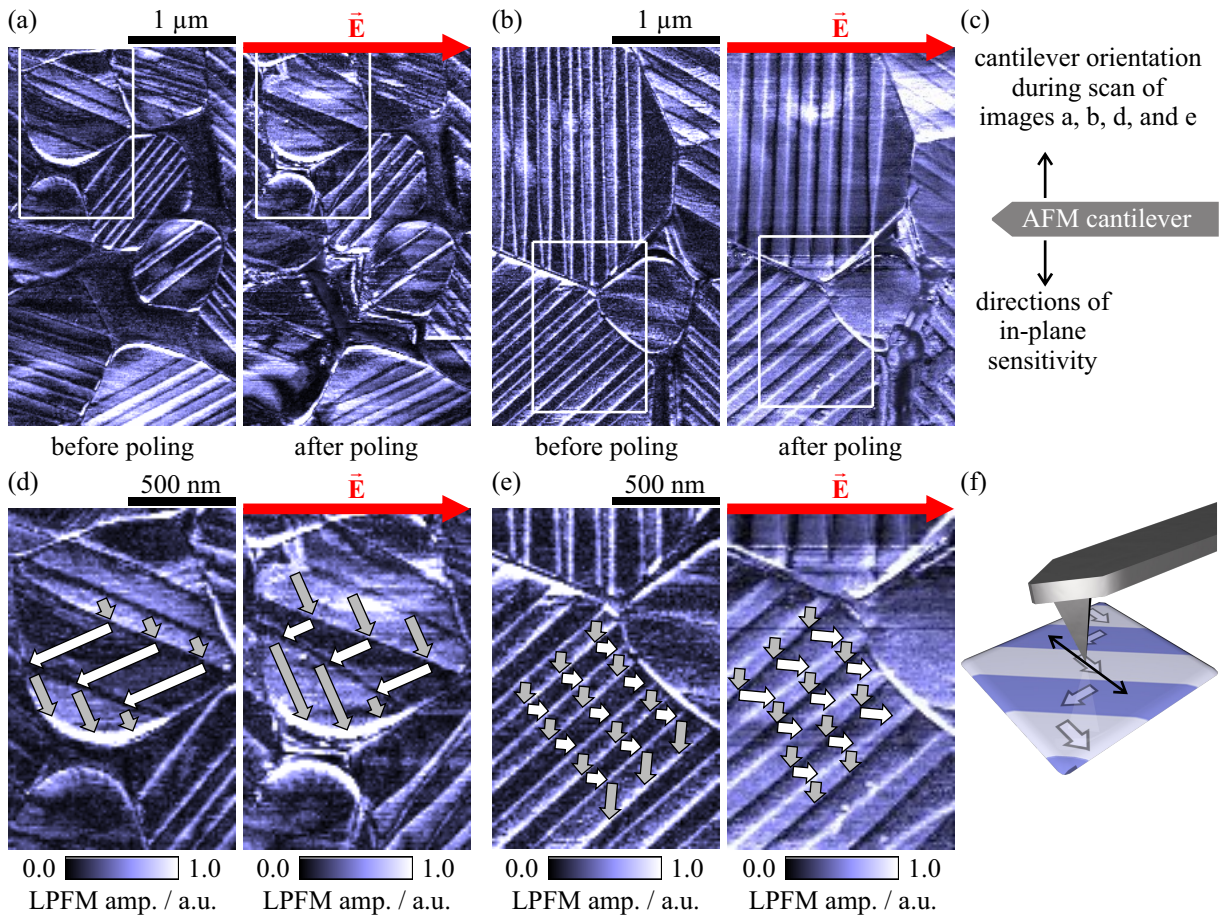 (a)
1 µm
E
(b)
1 µm
E
(c)
before poling
after poling
before poling
after poling
cantilever orientation
during scan of
images a, b, d, and e
AFM cantilever
directions of
in-plane
sensitivity
(d)
500 nm
E
(e)
500 nm
E
(f)
0.0 1.0
0.0 1.0
0.0 1.0
0.0 1.0
LPFM amp. / a.u.
LPFM amp. / a.u.
LPFM amp. / a.u.
LPFM amp. / a.u.